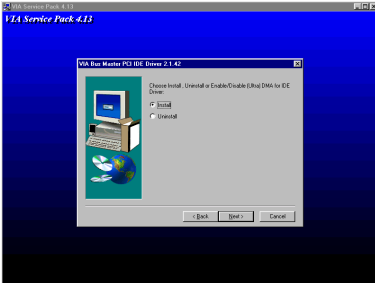 VIA Service Pack 4.13
VIA Service Pack 4.13
VIA Bus Master PCI IDE Driver 2.1.42
Choose Install , Uninstall or Enable/Disable (Ultra) DMA for IDE
Driver:
Install
Uninstall
< Back
Next >
Cancel